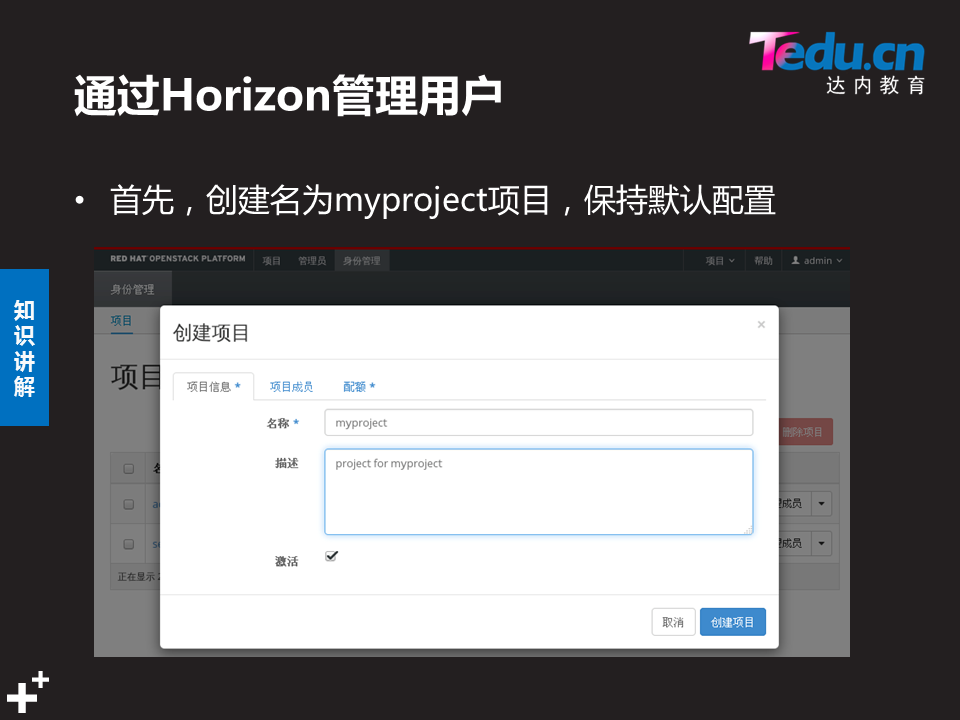 Tedu.cn
达内教育
通过Horizon管理用户
• 首先，创建名为myproject项目，保持默认配置
知识讲解
RED HAT OPENSTACK PLATFORM 项目 管理员 身份管理 项目 帮助 admin
身份管理
项目
创建项目 ×
项目
项目信息 * 项目成员 配额 *
名称 * myproject
删除项目
描述 project for myproject
成员
成员
激活
正在显示
取消 创建项目